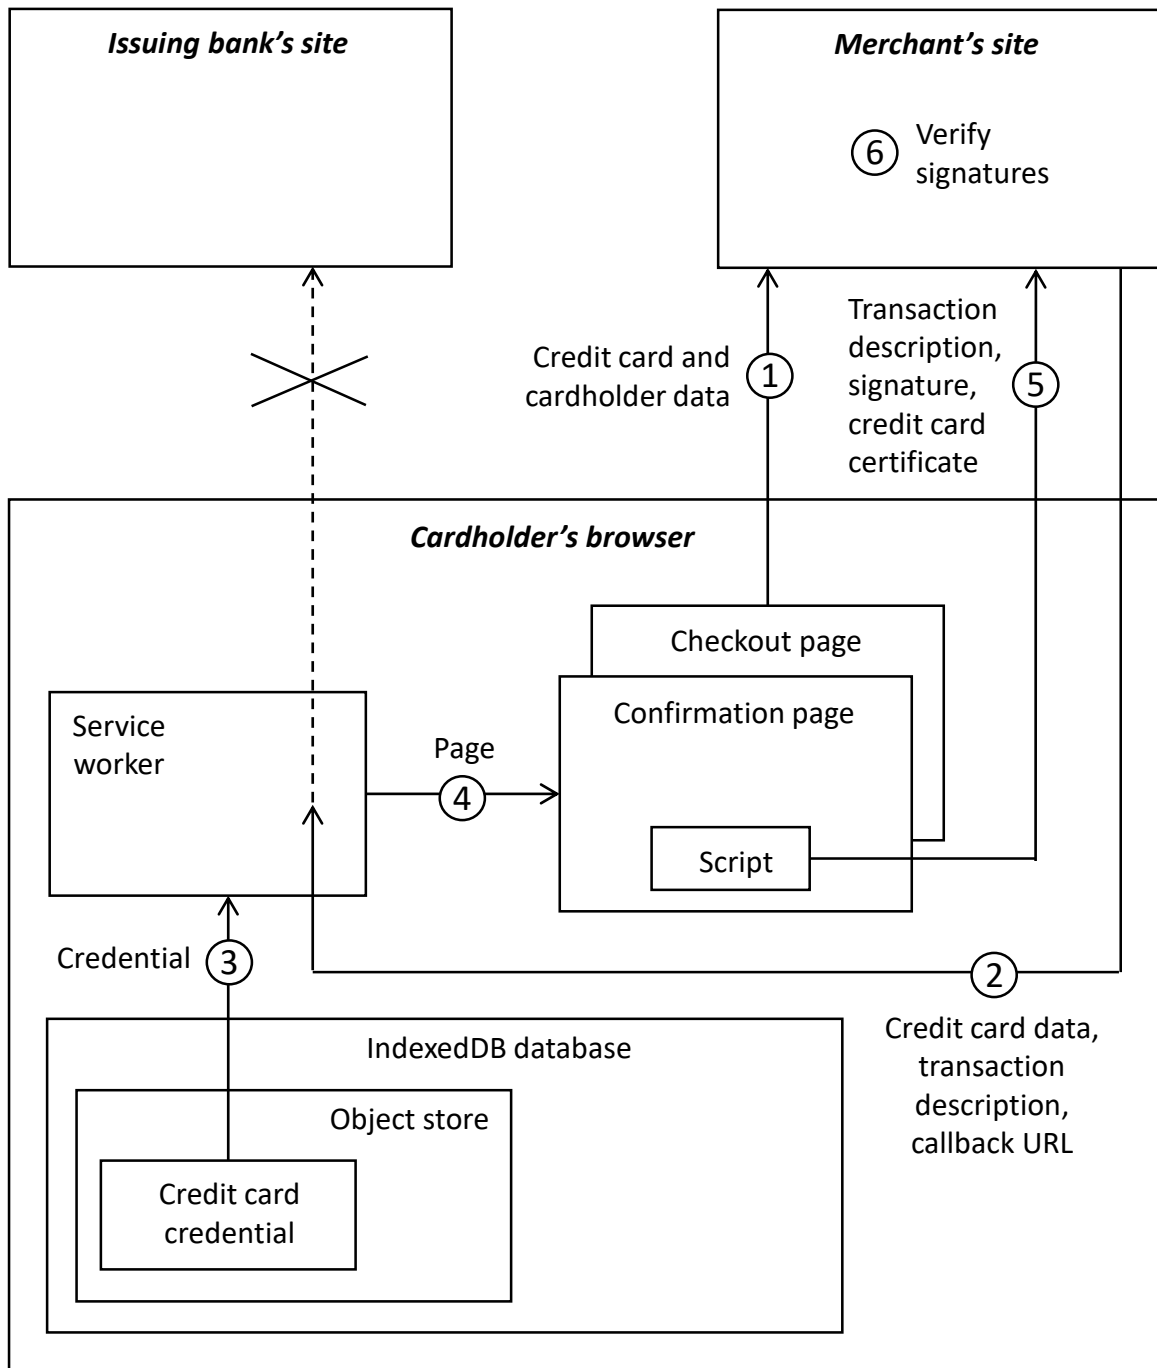 Issuing bank's site
Merchant's site
6
Verify
signatures
Credit card and
cardholder data
1
Transaction
description,
signature,
credit card
certificate
5
Cardholder's browser
Checkout page
Confirmation page
Service
worker
Page
4
Script
Credential
3
2
Credit card data,
transaction
description,
callback URL
IndexedDB database
Object store
Credit card
credential